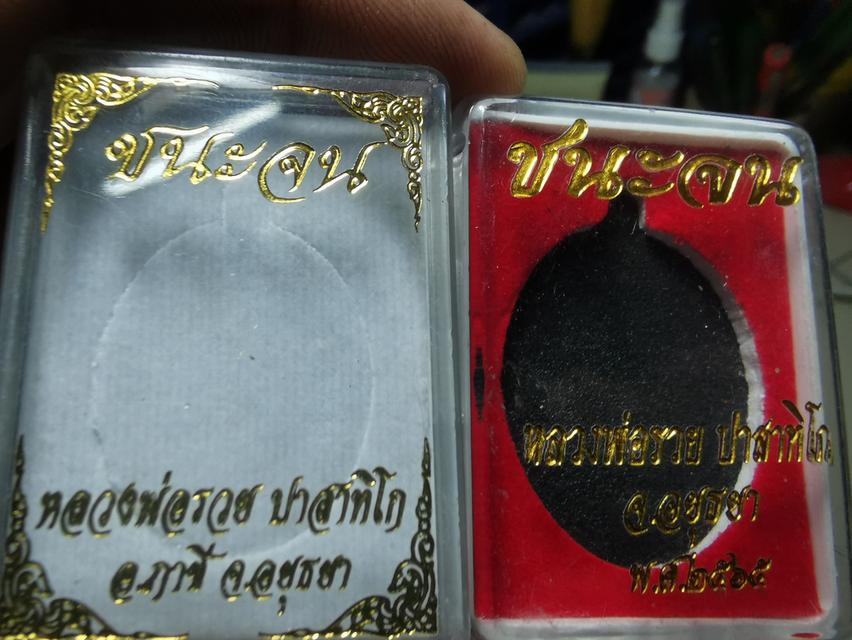 ชนะจน
หลวงพ่อรวย ปาสาทิโก
อ.ภาชี จ.อยุธยา
ชนะจน
หลวงพ่อรวย ปาสาทิโก
จ.อยุธยา
พ.ศ.๒๕๖๕